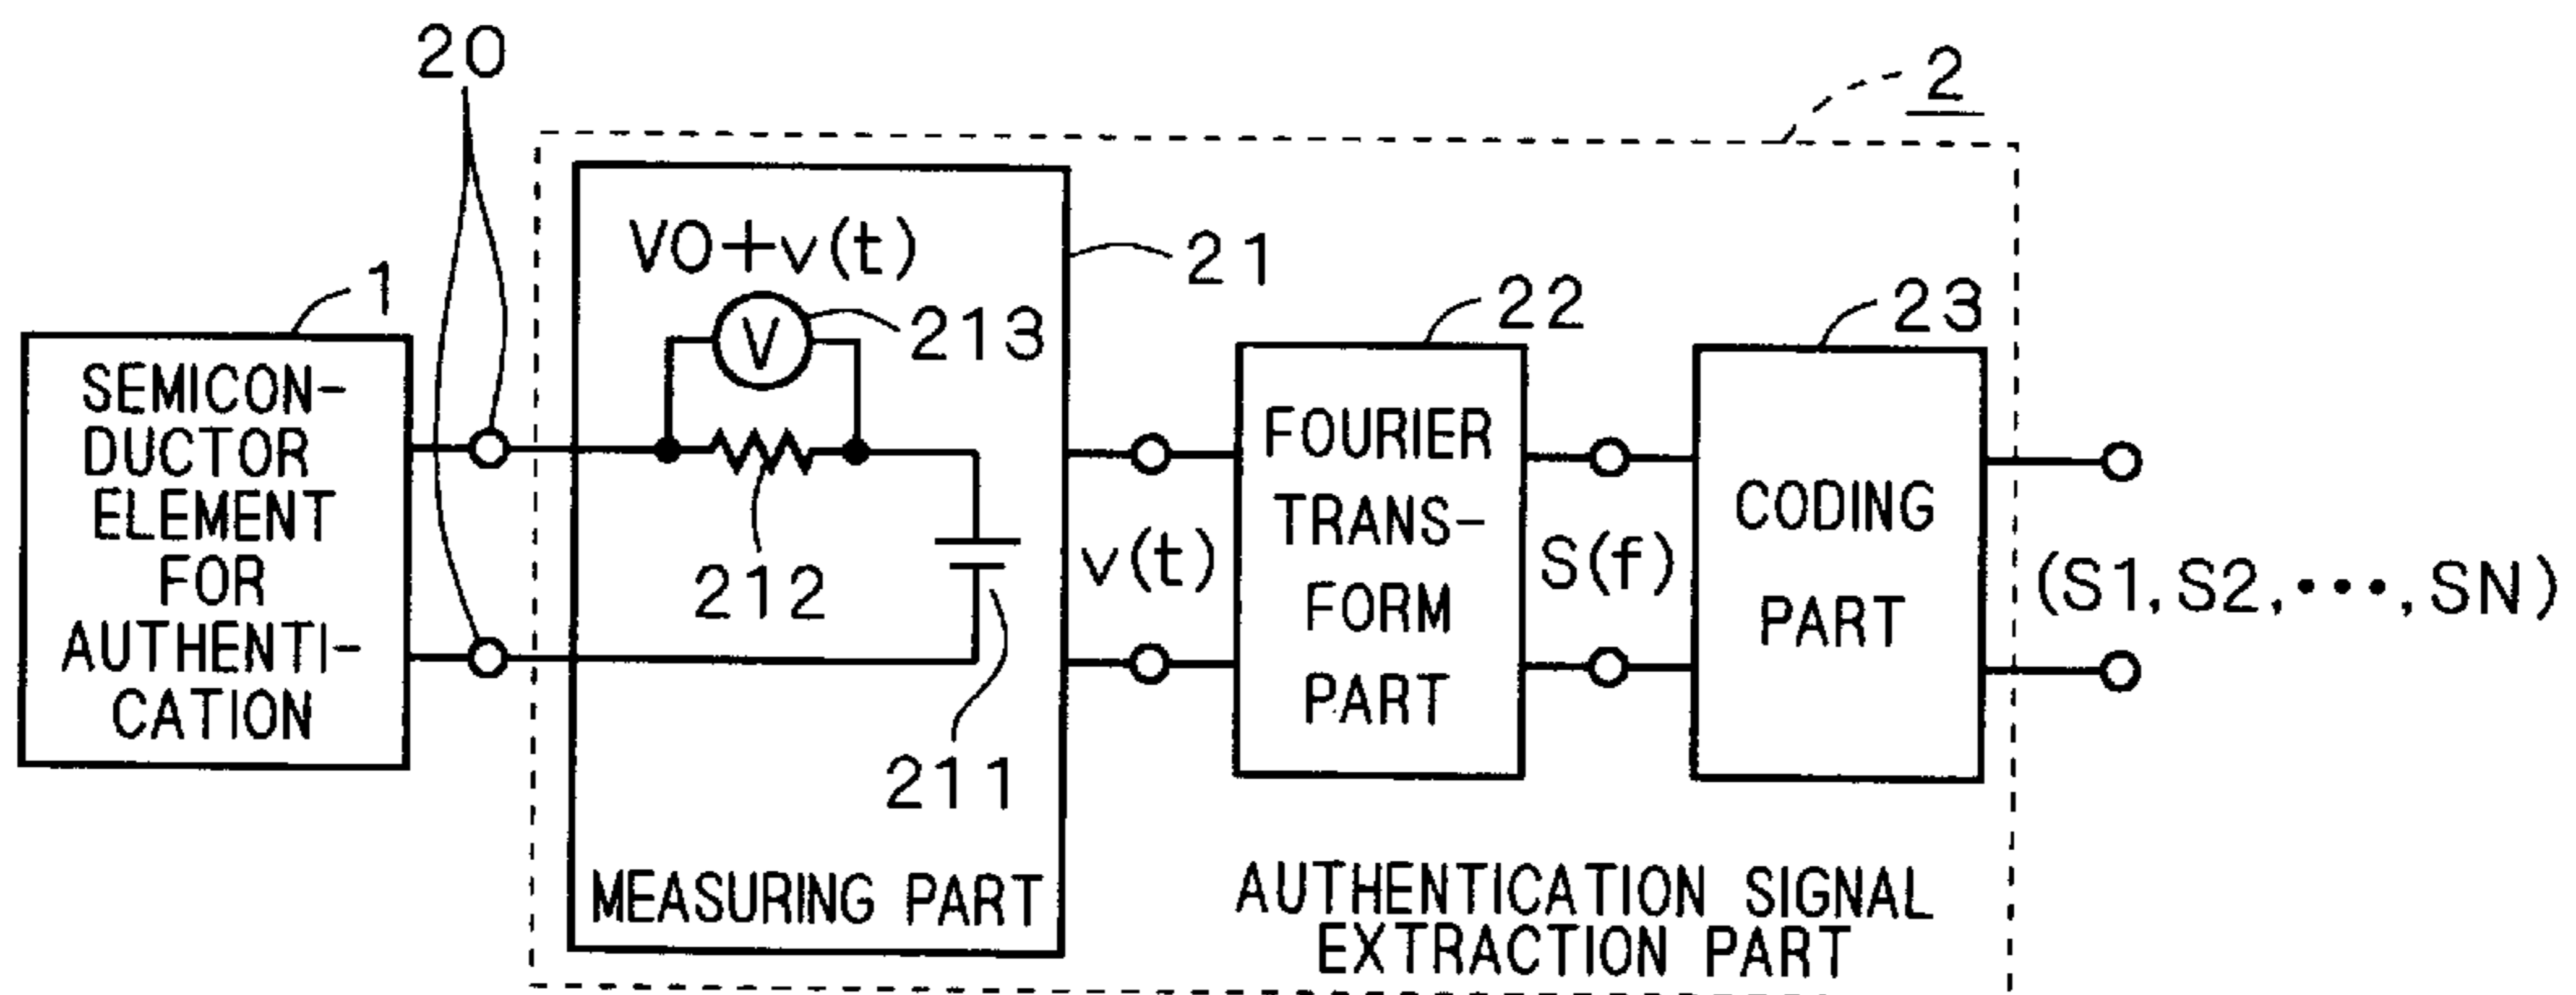 20
2
VO+v(t)
21
1
213
22
23
SEMICON-
DUCTOR
ELEMENT
FOR
AUTHENTI-
CATION
V
212
211
MEASURING PART
v(t)
FOURIER
TRANS-
FORM
PART
S(f)
CODING
PART
(S1,S2,•••,SN)
AUTHENTICATION SIGNAL
EXTRACTION PART